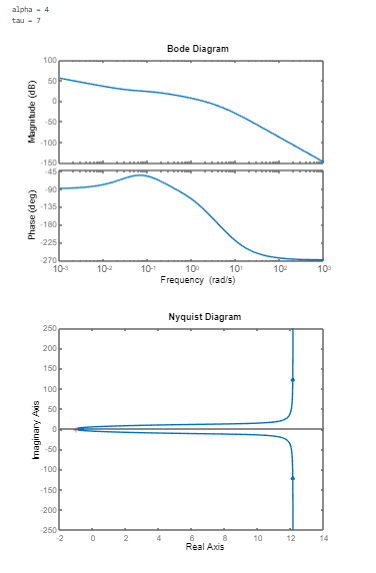 alpha = 4
tau = 7
Bode Diagram
100
50
0
-50
-100
-150
Magnitude (dB)
-45
-90
-135
-180
-225
-270
Phase (deg)
10-3 10-2 10-1 100 101 102 103
Frequency (rad/s)
Nyquist Diagram
250
200
150
100
50
0
-50
-100
-150
-200
-250
Imaginary Axis
-2 0 2 4 6 8 10 12 14
Real Axis